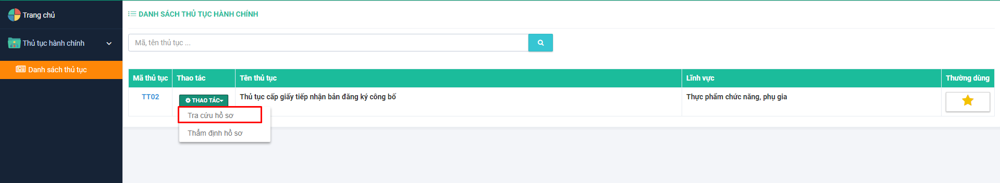 Trang chủ
Thủ tục hành chính
Danh sách thủ tục
DANH SÁCH THỦ TỤC HÀNH CHÍNH
Mã, tên thủ tục ...
Mã thủ tục Thao tác Tên thủ tục Lĩnh vực Thường dùng
TT02 THAO TÁC Thủ tục cấp giấy tiếp nhận bản đăng ký công bố Thực phẩm chức năng, phụ gia
Tra cứu hồ sơ
Thẩm định hồ sơ